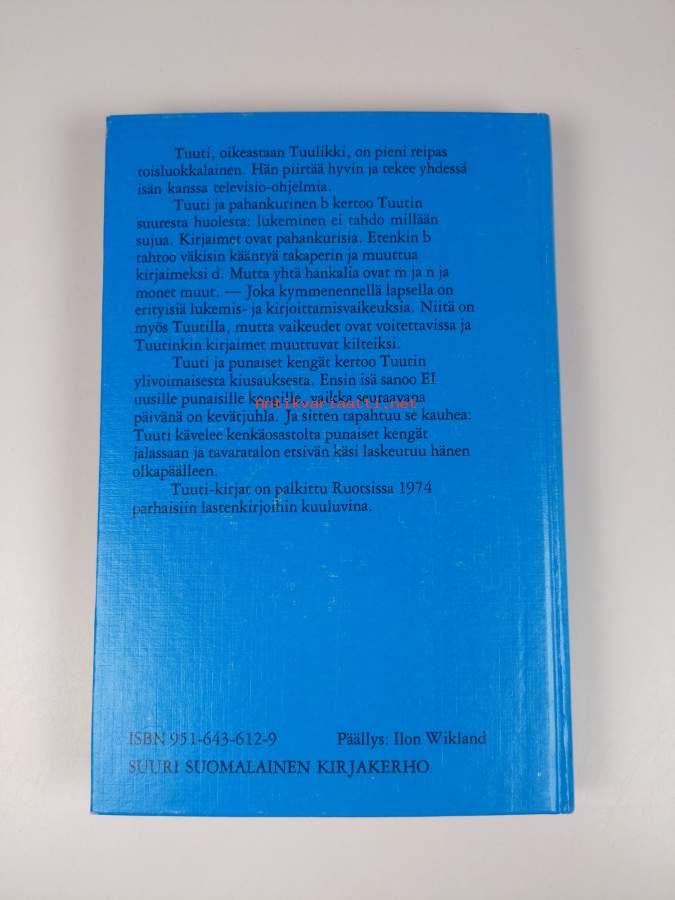 Tuuti, oikeastaan Tuulikki, on pieni reipas
toisluokkalainen. Hän piirtää hyvin ja tekee yhdessä
isän kanssa televisio-ohjelmia.
Tuuti ja pahankurinen b kertoo Tuutin
suuresta huolesta: lukeminen ei tahdo millään
sujua. Kirjaimet ovat pahankurisia. Etenkin b
tahtoo väkisin kääntyä takaperin ja muuttua
kirjaimeksi d. Mutta yhtä hankalia ovat m ja n ja
monet muut. — Joka kymmenennellä lapsella on
erityisiä lukemis- ja kirjoittamisvaikeuksia. Niitä on
myös Tuutilla, mutta vaikeudet ovat voitettavissa ja
Tuutinkin kirjaimet muuttuvat kilteiksi.
Tuuti ja punaiset kengät kertoo Tuutin
ylivoimaisesta kiusauksesta. Ensin isä sanoo EI
uusille punaisille kengille, vaikka seuraavana
Antikvariaatti.net
päivänä on kevätjuhla. Ja sitten tapahtuu se kauhea:
Tuuti kävelee kenkäosastolta punaiset kengät
jalassaan ja tavaratalon etsivän käsi laskeutuu hänen
olkapäälleen.
Tuuti-kirjat on palkittu Ruotsissa 1974
parhaisiin lastenkirjoihin kuuluvina.
ISBN 951-643-612-9 Päällys: Ilon Wikland
SUURI SUOMALAINEN KIRJAKERHO